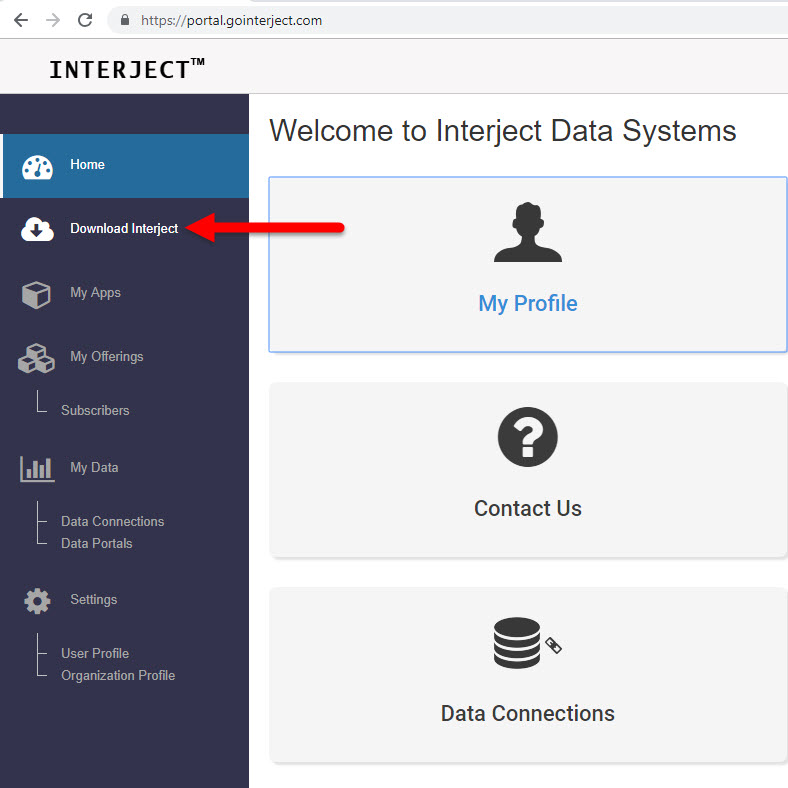 https://portal.gointerject.com
INTERJECT™
Welcome to Interject Data Systems
Home
Download Interject
My Apps
My Offerings
Subscribers
My Data
Data Connections
Data Portals
Settings
User Profile
Organization Profile
My Profile
Contact Us
Data Connections